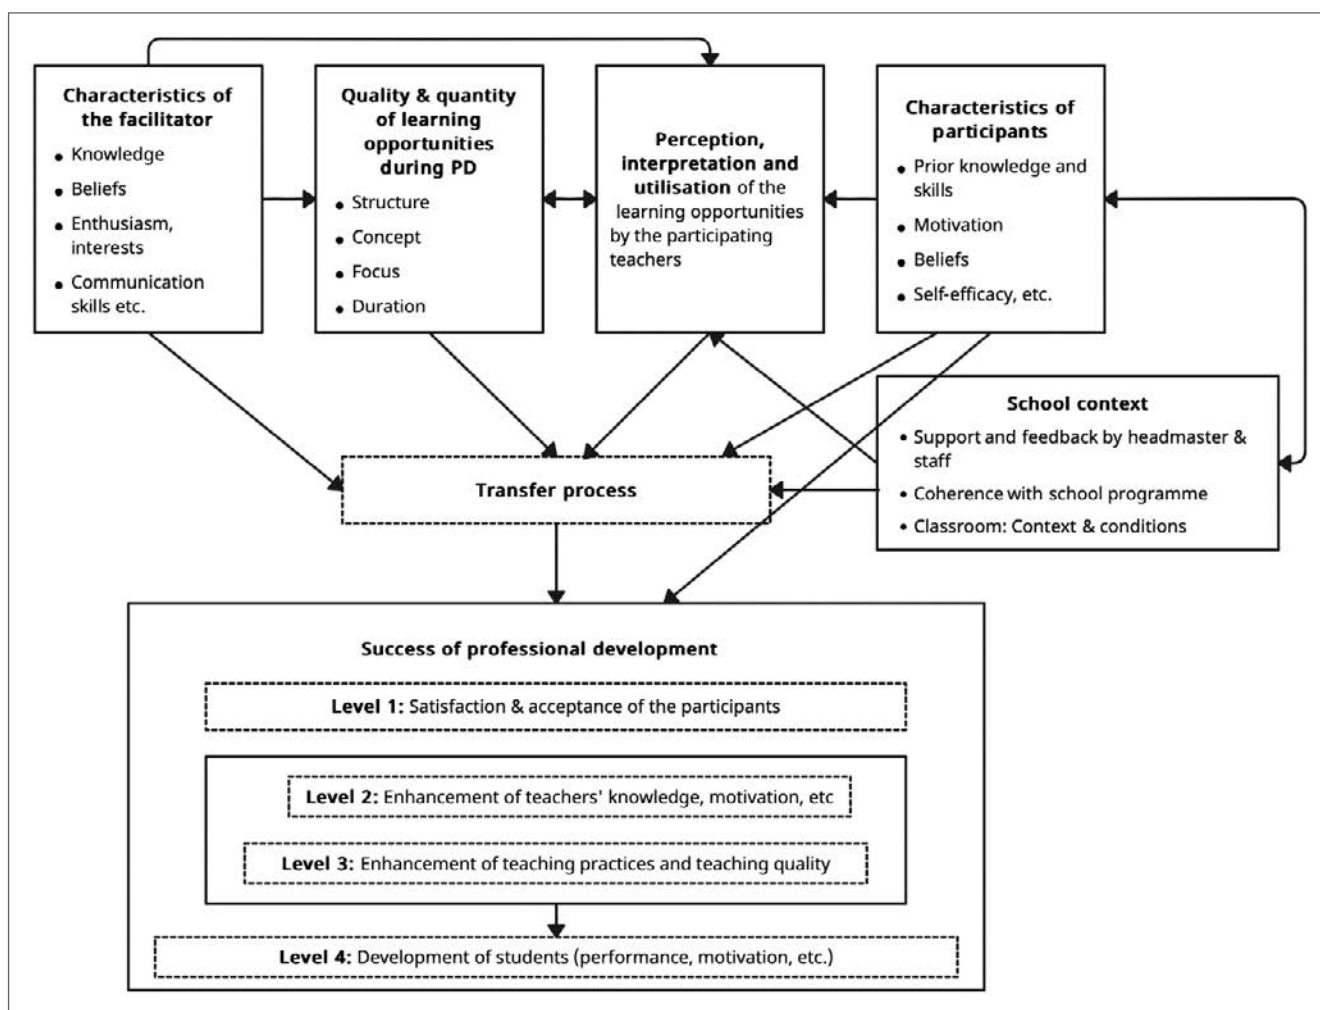 Characteristics of
the facilitator
• Knowledge
• Beliefs
• Enthusiasm,
interests
• Communication
skills etc.
Quality & quantity
of learning
opportunities
during PD
• Structure
• Concept
• Focus
• Duration
Perception,
interpretation and
utilisation of the
learning opportunities
by the participating
teachers
Characteristics of
participants
• Prior knowledge and
skills
• Motivation
• Beliefs
• Self-efficacy, etc.
School context
• Support and feedback by headmaster &
staff
• Coherence with school programme
• Classroom: Context & conditions
Transfer process
Success of professional development
Level 1: Satisfaction & acceptance of the participants
Level 2: Enhancement of teachers' knowledge, motivation, etc
Level 3: Enhancement of teaching practices and teaching quality
Level 4: Development of students (performance, motivation, etc.)